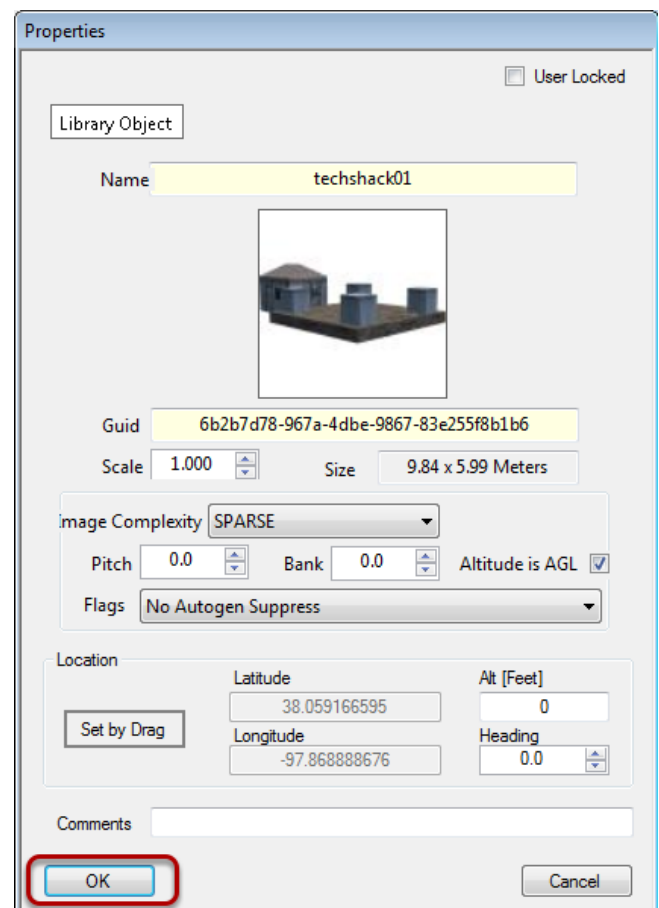 Properties
User Locked
Library Object
Name techshack01
Guid 6b2b7d78-967a-4dbe-9867-83e255f8b1b6
Scale 1.000 Size 9.84 x 5.99 Meters
Image Complexity SPARSE
Pitch 0.0 Bank 0.0 Altitude is AGL
Flags No Autogen Suppress
Location
Latitude Alt [Feet]
38.059166595 0
Set by Drag
Longitude Heading
-97.868888676 0.0
Comments
OK Cancel